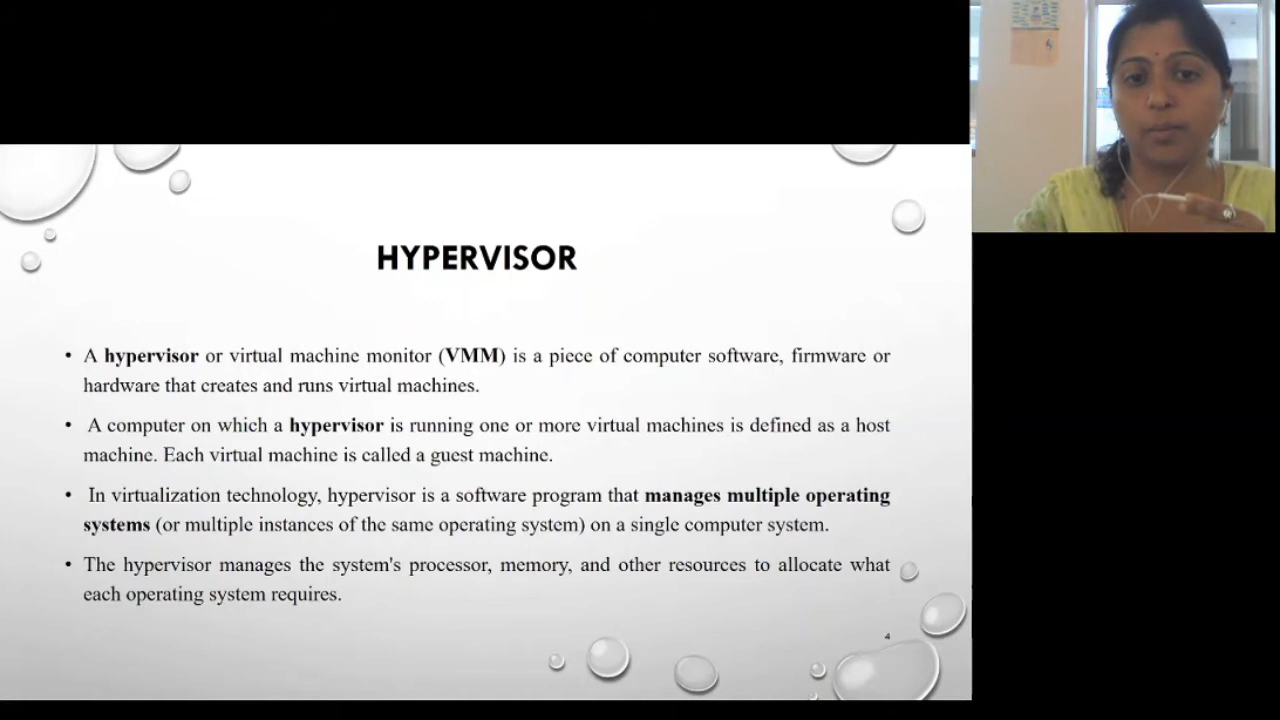 HYPERVISOR
• A hypervisor or virtual machine monitor (VMM) is a piece of computer software, firmware or
hardware that creates and runs virtual machines.
• A computer on which a hypervisor is running one or more virtual machines is defined as a host
machine. Each virtual machine is called a guest machine.
• In virtualization technology, hypervisor is a software program that manages multiple operating
systems (or multiple instances of the same operating system) on a single computer system.
• The hypervisor manages the system's processor, memory, and other resources to allocate what
each operating system requires.
4